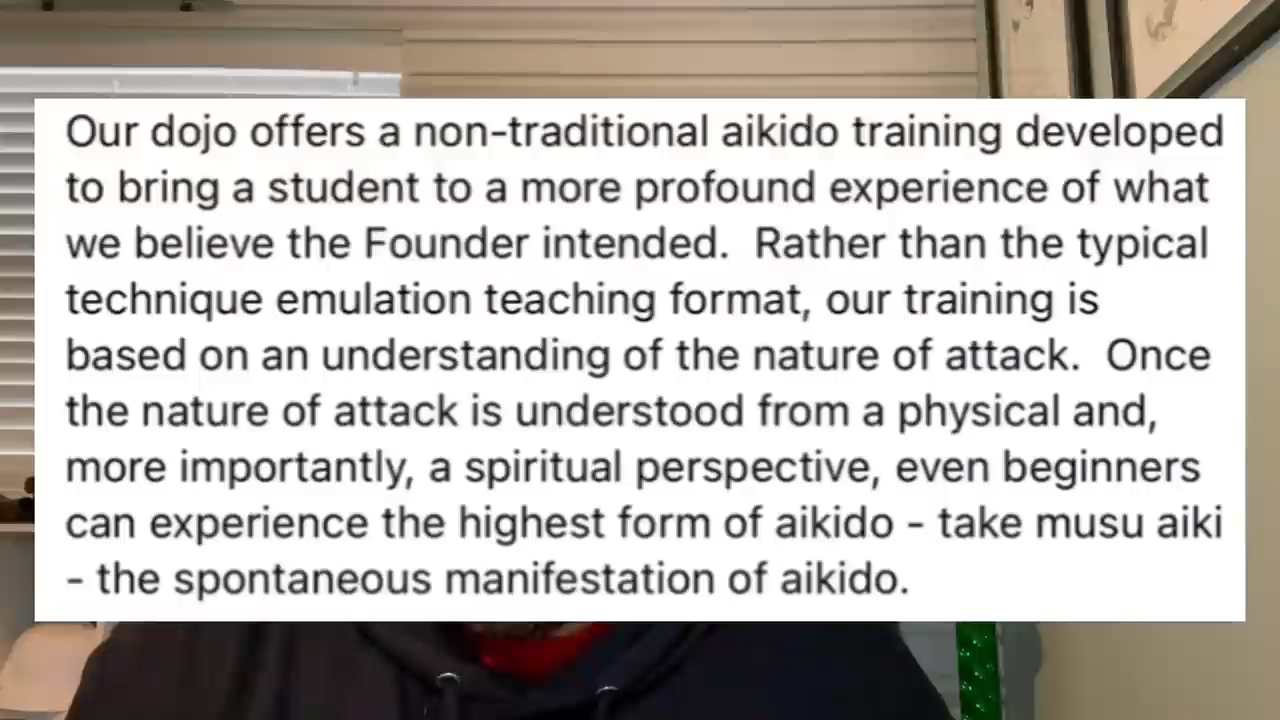 Our dojo offers a non-traditional aikido training developed
to bring a student to a more profound experience of what
we believe the Founder intended.  Rather than the typical
technique emulation teaching format, our training is
based on an understanding of the nature of attack.  Once
the nature of attack is understood from a physical and,
more importantly, a spiritual perspective, even beginners
can experience the highest form of aikido - take musu aiki
- the spontaneous manifestation of aikido.